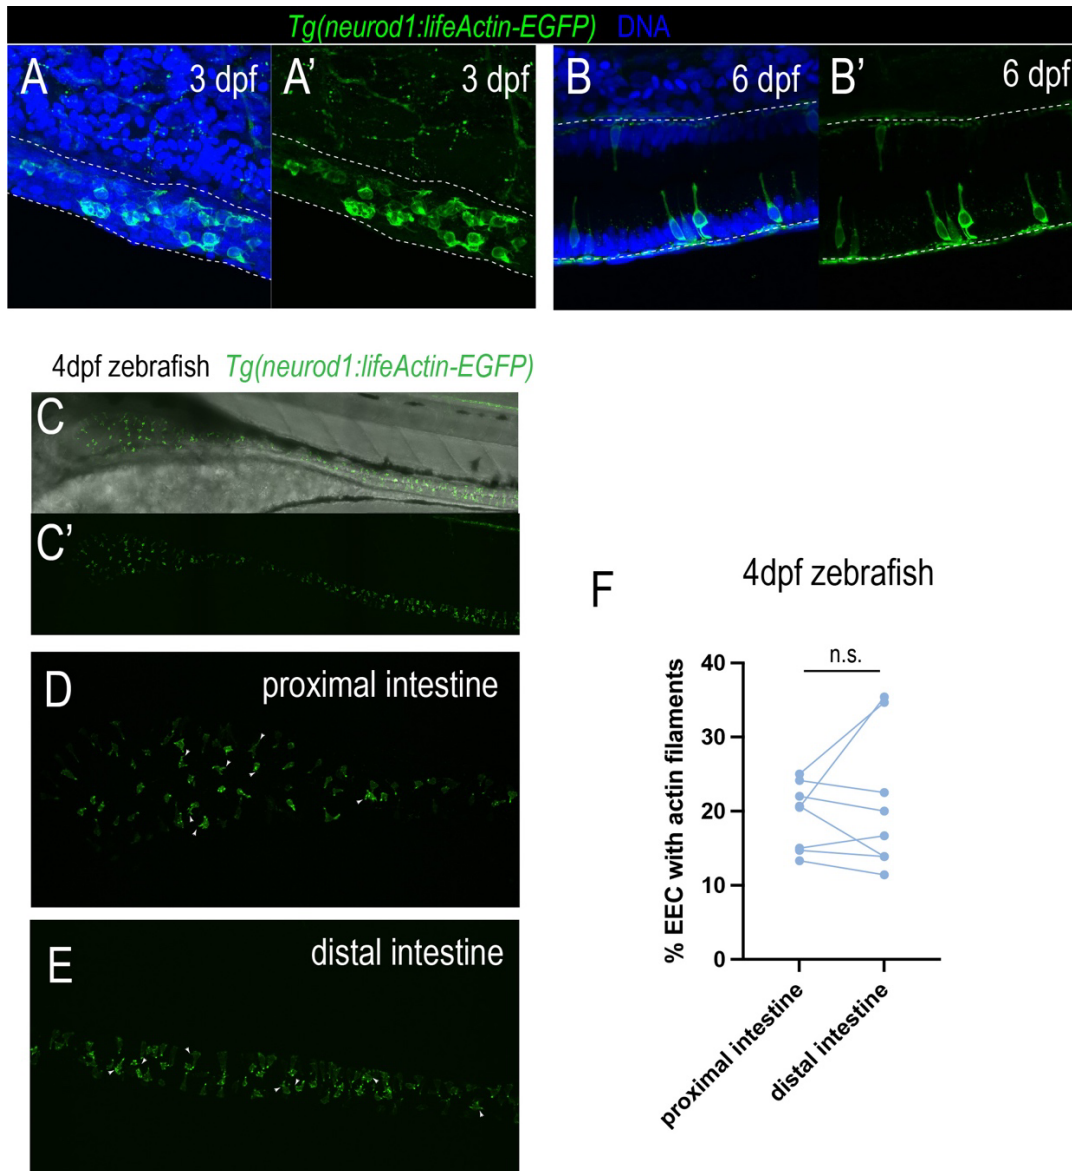 Tg(neurod1:lifeActin-EGFP) DNA
A 3 dpf A' 3 dpf B 6 dpf B' 6 dpf
4dpf zebrafish Tg(neurod1:lifeActin-EGFP)
C
C'
D proximal intestine
E distal intestine
F 4dpf zebrafish
n.s.
% EEC with actin filaments
40
30
20
10
0
proximal intestine
distal intestine